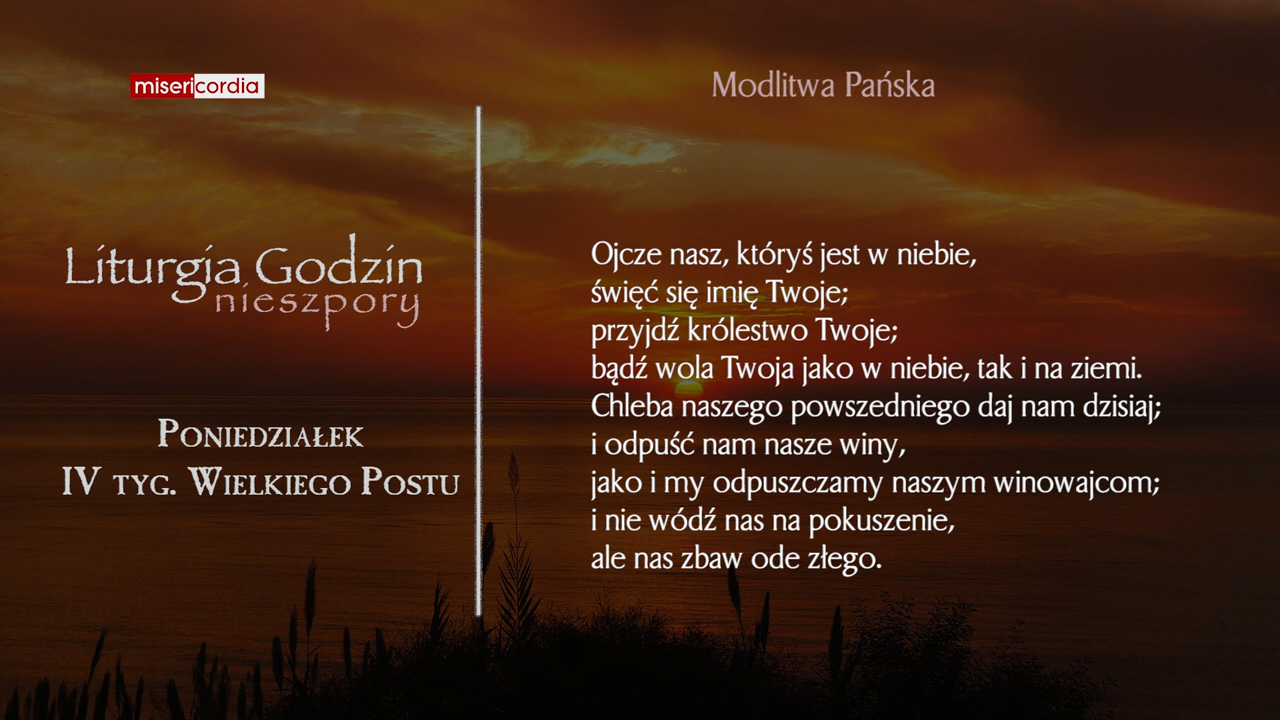 misericordia
Liturgia Godzin
nieszpory
Poniedziałek
IV tyg. Wielkiego Postu
Modlitwa Pańska
Ojcze nasz, któryś jest w niebie,
święć się imię Twoje;
przyjdź królestwo Twoje;
bądź wola Twoja jako w niebie, tak i na ziemi.
Chleba naszego powszedniego daj nam dzisiaj;
i odpuść nam nasze winy,
jako i my odpuszczamy naszym winowajcom;
i nie wódź nas na pokuszenie,
ale nas zbaw ode złego.